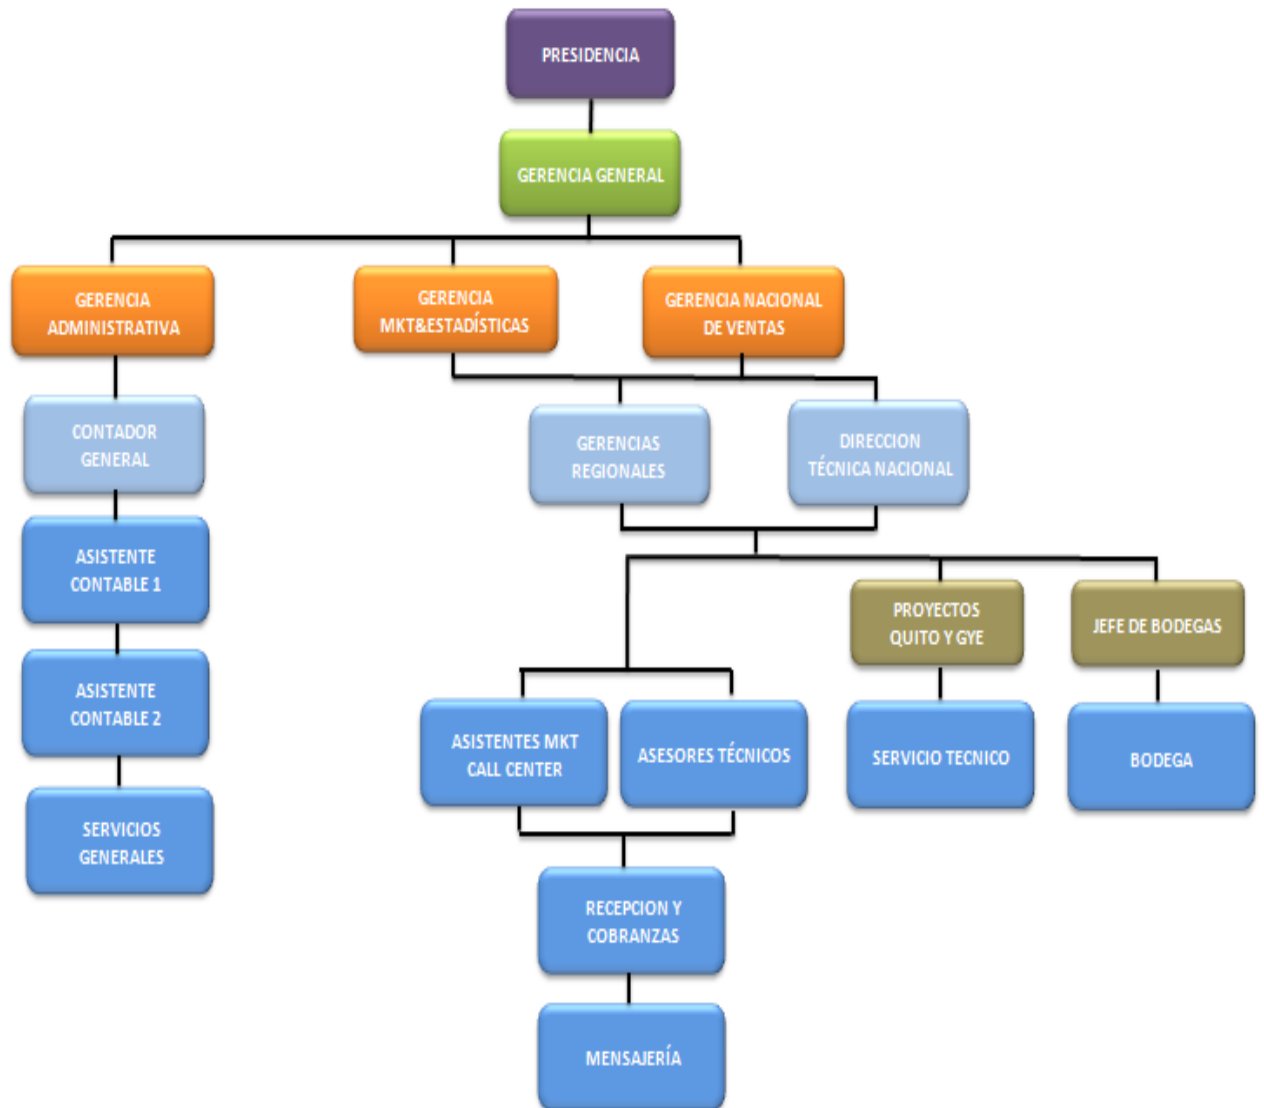 PRESIDENCIA
GERENCIA GENERAL
GERENCIA
ADMINISTRATIVA
GERENCIA
MKT&ESTADÍSTICAS
GERENCIA NACIONAL
DE VENTAS
CONTADOR
GENERAL
GERENCIAS
REGIONALES
DIRECCION
TÉCNICA NACIONAL
ASISTENTE
CONTABLE 1
PROYECTOS
QUITO Y GYE
JEFE DE BODEGAS
ASISTENTE
CONTABLE 2
ASISTENTES MKT
CALL CENTER
ASESORES TÉCNICOS
SERVICIO TECNICO
BODEGA
SERVICIOS
GENERALES
RECEPCION Y
COBRANZAS
MENSAJERÍA